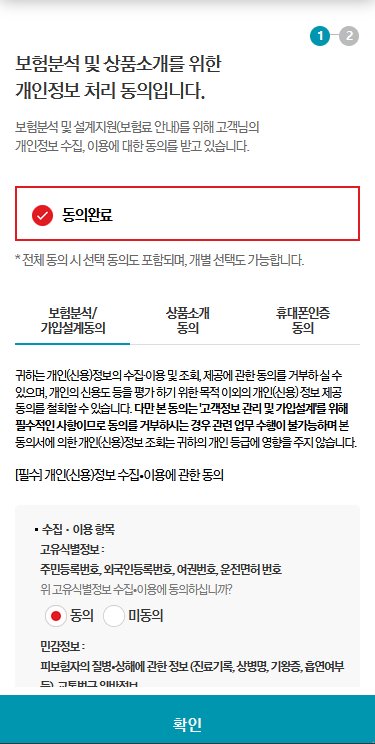 1 2
보험분석 및 상품소개를 위한
개인정보 처리 동의입니다.
보험분석 및 설계지원(보험료 안내)를 위해 고객님의
개인정보 수집, 이용에 대한 동의를 받고 있습니다.
동의완료
* 전체 동의 시 선택 동의도 포함되며, 개별 선택도 가능합니다.
보험분석/ 상품소개 휴대폰인증
가입설계동의 동의 동의
귀하는 개인(신용)정보의 수집·이용 및 조회, 제공에 관한 동의를 거부하실 수
있으며, 개인의 신용도 등을 평가하기 위한 목적 이외의 개인(신용) 정보 제공
동의를 철회할 수 있습니다. 다만 본 동의는 '고객정보 관리 및 가입설계'를 위해
필수적인 사항이므로 동의를 거부하시는 경우 관련 업무 수행이 불가능하며 본
동의서에 의한 개인(신용)정보 조회는 귀하의 개인 등급에 영향을 주지 않습니다.
[필수] 개인(신용)정보 수집•이용에 관한 동의
▪ 수집 · 이용 항목
고유식별정보 :
주민등록번호, 외국인등록번호, 여권번호, 운전면허 번호
위 고유식별정보 수집•이용에 동의하십니까?
동의 미동의
민감정보 :
피보험자의 질병•상해에 관한 정보 (진료기록, 상병명, 기왕증, 흡연여부
등), 교통법규 위반정보
확인